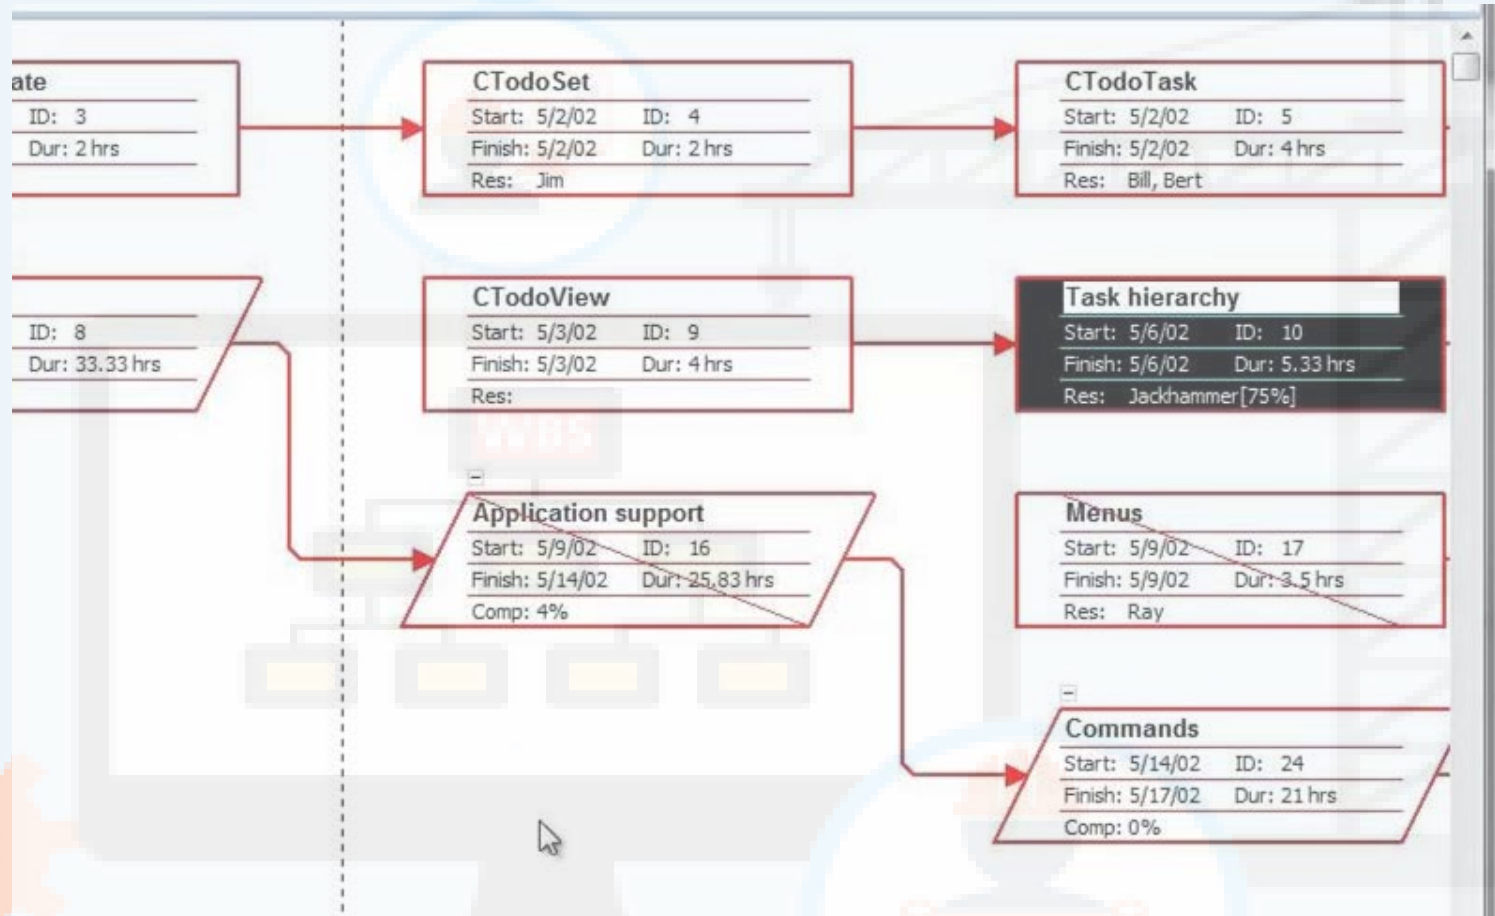 ate
ID: 3
Dur: 2 hrs
CTodoSet
Start: 5/2/02 ID: 4
Finish: 5/2/02 Dur: 2 hrs
Res: Jim
CTodoTask
Start: 5/2/02 ID: 5
Finish: 5/2/02 Dur: 4 hrs
Res: Bill, Bert
ID: 8
Dur: 33.33 hrs
CTodoView
Start: 5/3/02 ID: 9
Finish: 5/3/02 Dur: 4 hrs
Res:
Task hierarchy
Start: 5/6/02 ID: 10
Finish: 5/6/02 Dur: 5.33 hrs
Res: Jackhammer[75%]
WBS
Application support
Start: 5/9/02 ID: 16
Finish: 5/14/02 Dur: 25.83 hrs
Comp: 4%
Menus
Start: 5/9/02 ID: 17
Finish: 5/9/02 Dur: 3.5 hrs
Res: Ray
Commands
Start: 5/14/02 ID: 24
Finish: 5/17/02 Dur: 21 hrs
Comp: 0%